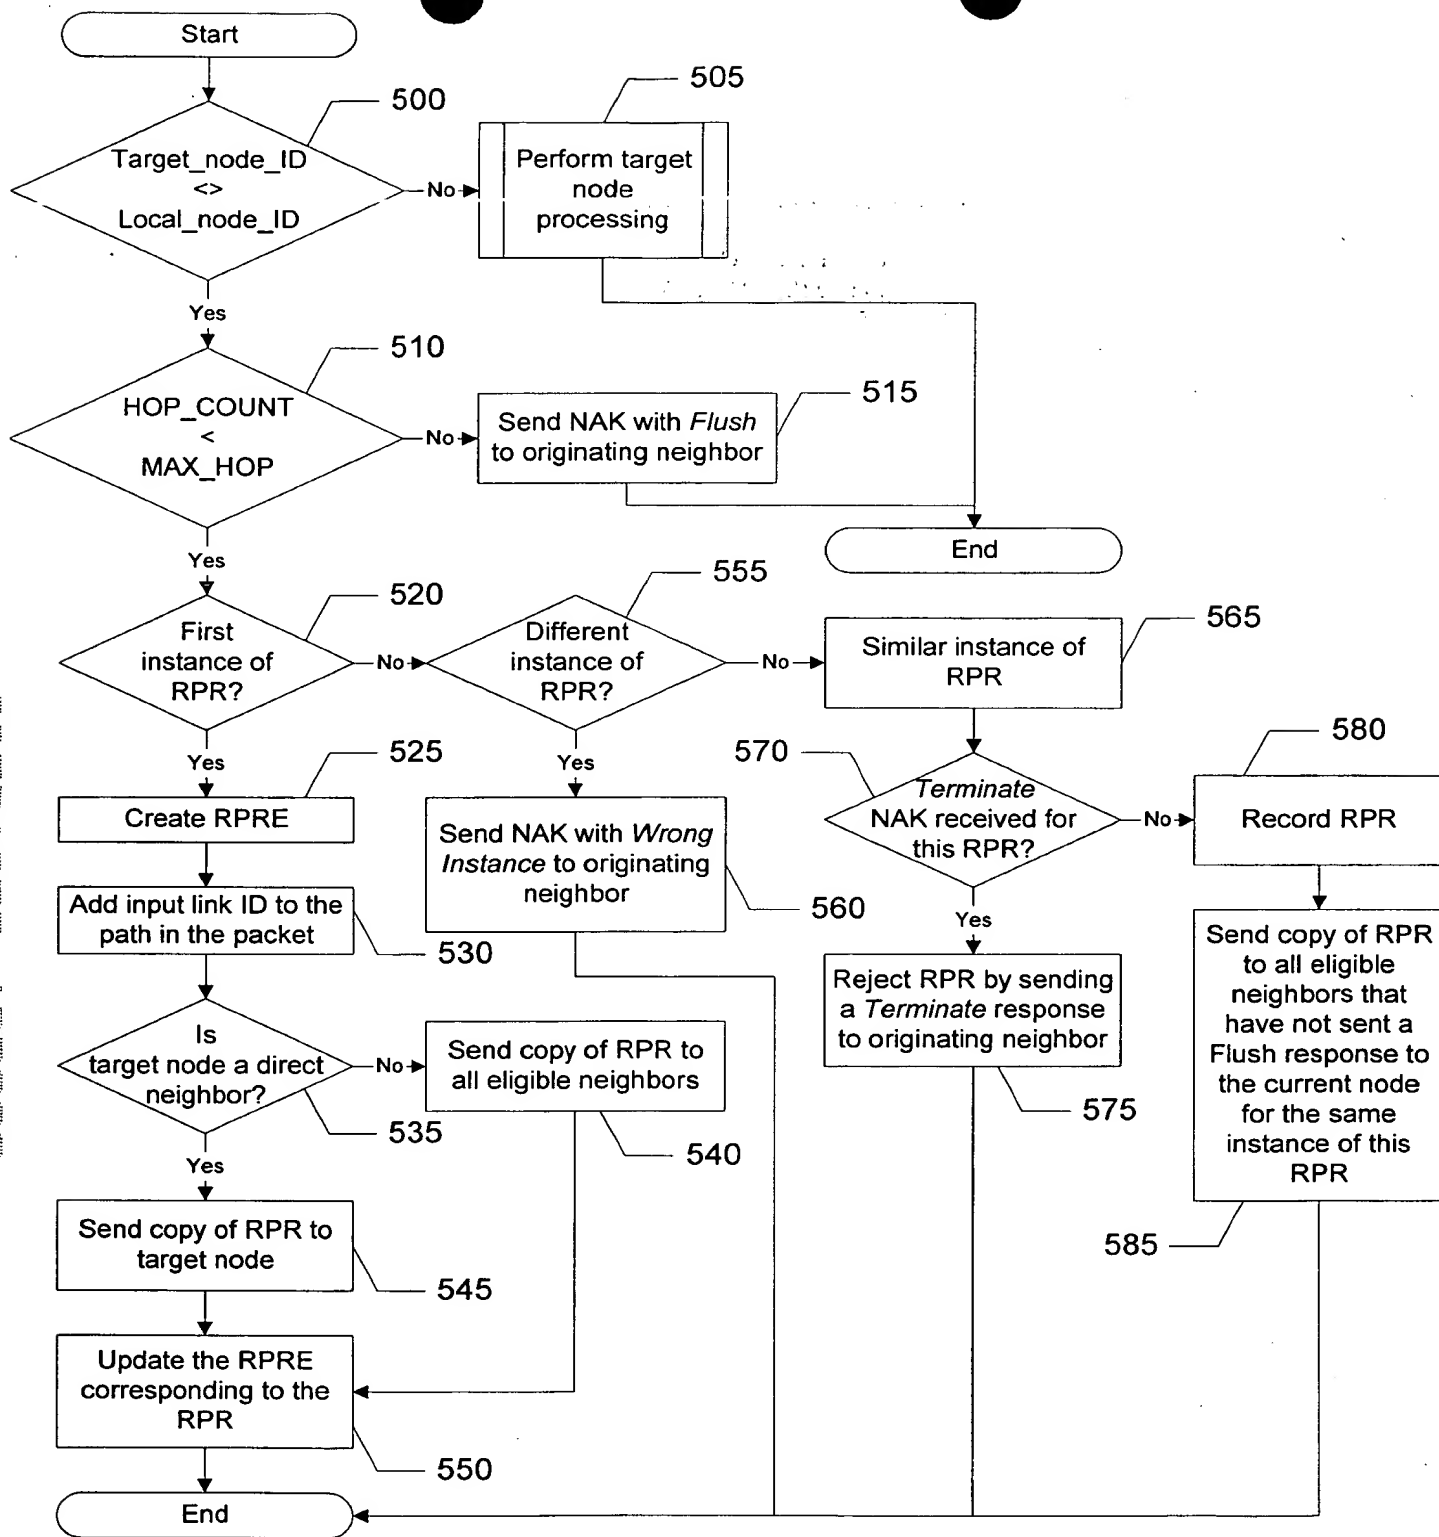 Start
500
Target_node_ID
<>
Local_node_ID
No
505
Perform target
node
processing
Yes
510
HOP_COUNT
<
MAX_HOP
No
515
Send NAK with Flush
to originating neighbor
Yes
End
520
First
instance of
RPR?
No
555
Different
instance of
RPR?
No
565
Similar instance of
RPR
Yes
525
Create RPRE
Yes
Send NAK with Wrong
Instance to originating
neighbor
560
570
Terminate
NAK received for
this RPR?
No
580
Record RPR
Add input link ID to the
path in the packet
530
Yes
Reject RPR by sending
a Terminate response
to originating neighbor
575
Send copy of RPR
to all eligible
neighbors that
have not sent a
Flush response to
the current node
for the same
instance of this
RPR
585
Is
target node a direct
neighbor?
535
No
Send copy of RPR to
all eligible neighbors
540
Yes
Send copy of RPR to
target node
545
Update the RPRE
corresponding to the
RPR
550
End